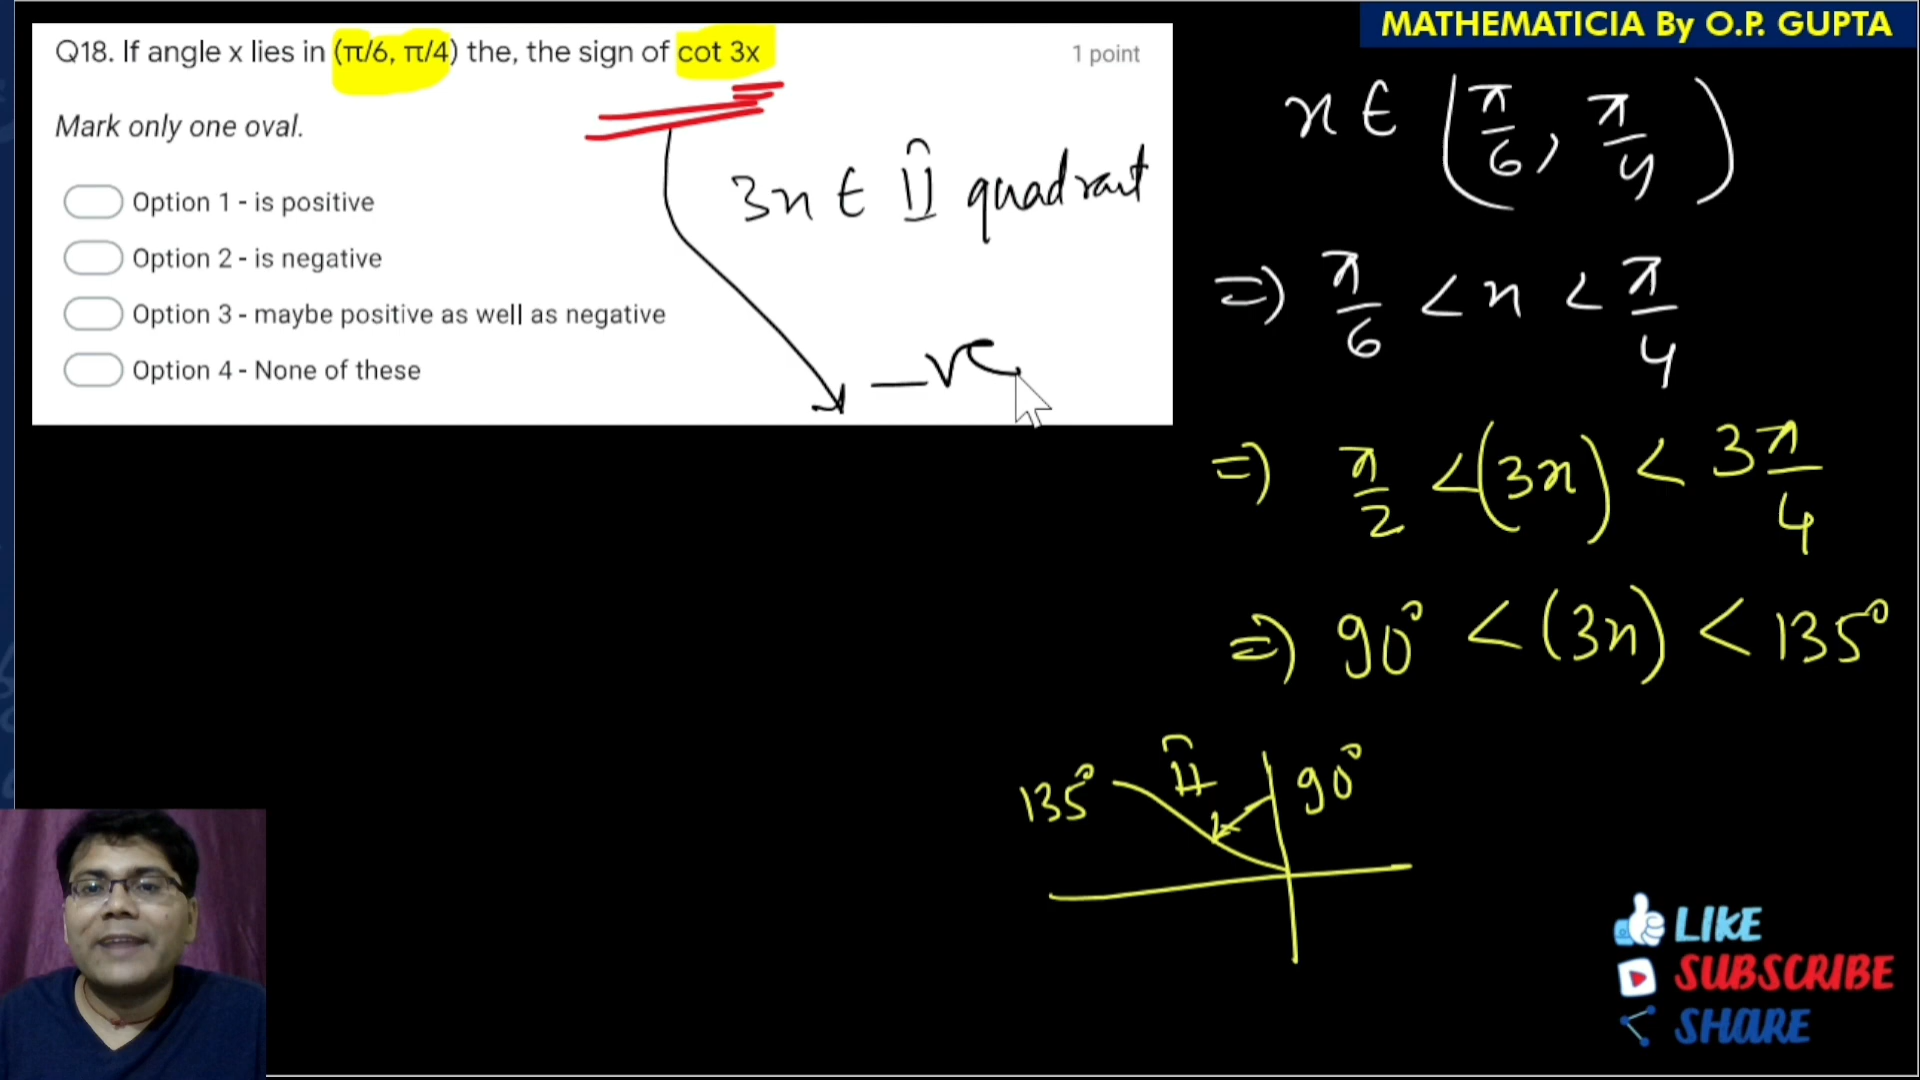 MATHEMATICIA By O.P. GUPTA
Q18. If angle x lies in (π/6, π/4) the, the sign of cot 3x
1 point
Mark only one oval.
Option 1 - is positive
Option 2 - is negative
Option 3 - maybe positive as well as negative
Option 4 - None of these
3x ∈ II quadrant
-ve
x ∈ (π/6, π/4)
⇒ π/6 < x < π/4
⇒ π/2 < (3x) < 3π/4
⇒ 90° < (3x) < 135°
135° II 90°
LIKE
SUBSCRIBE
SHARE